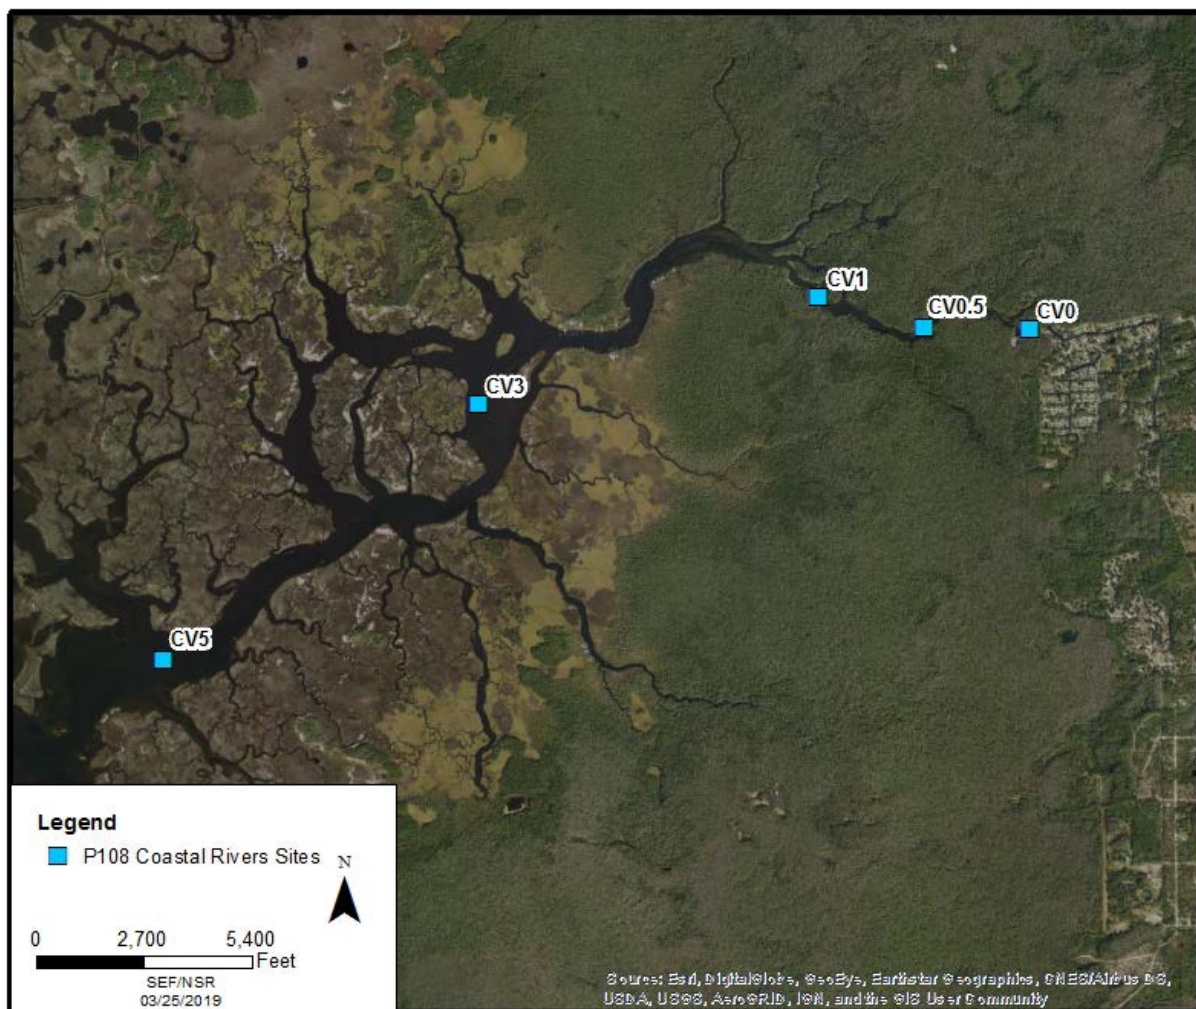 CV1
CV0.5
CV0
CV3
CV5
Legend
P108 Coastal Rivers Sites
N
0 2,700 5,400
Feet
SEF/NSR
03/25/2019
Source: Esri, DigitalGlobe, GeoEye, Earthstar Geographics, CNES/Airbus DS,
USDA, USGS, AeroGRID, IGN, and the GIS User Community